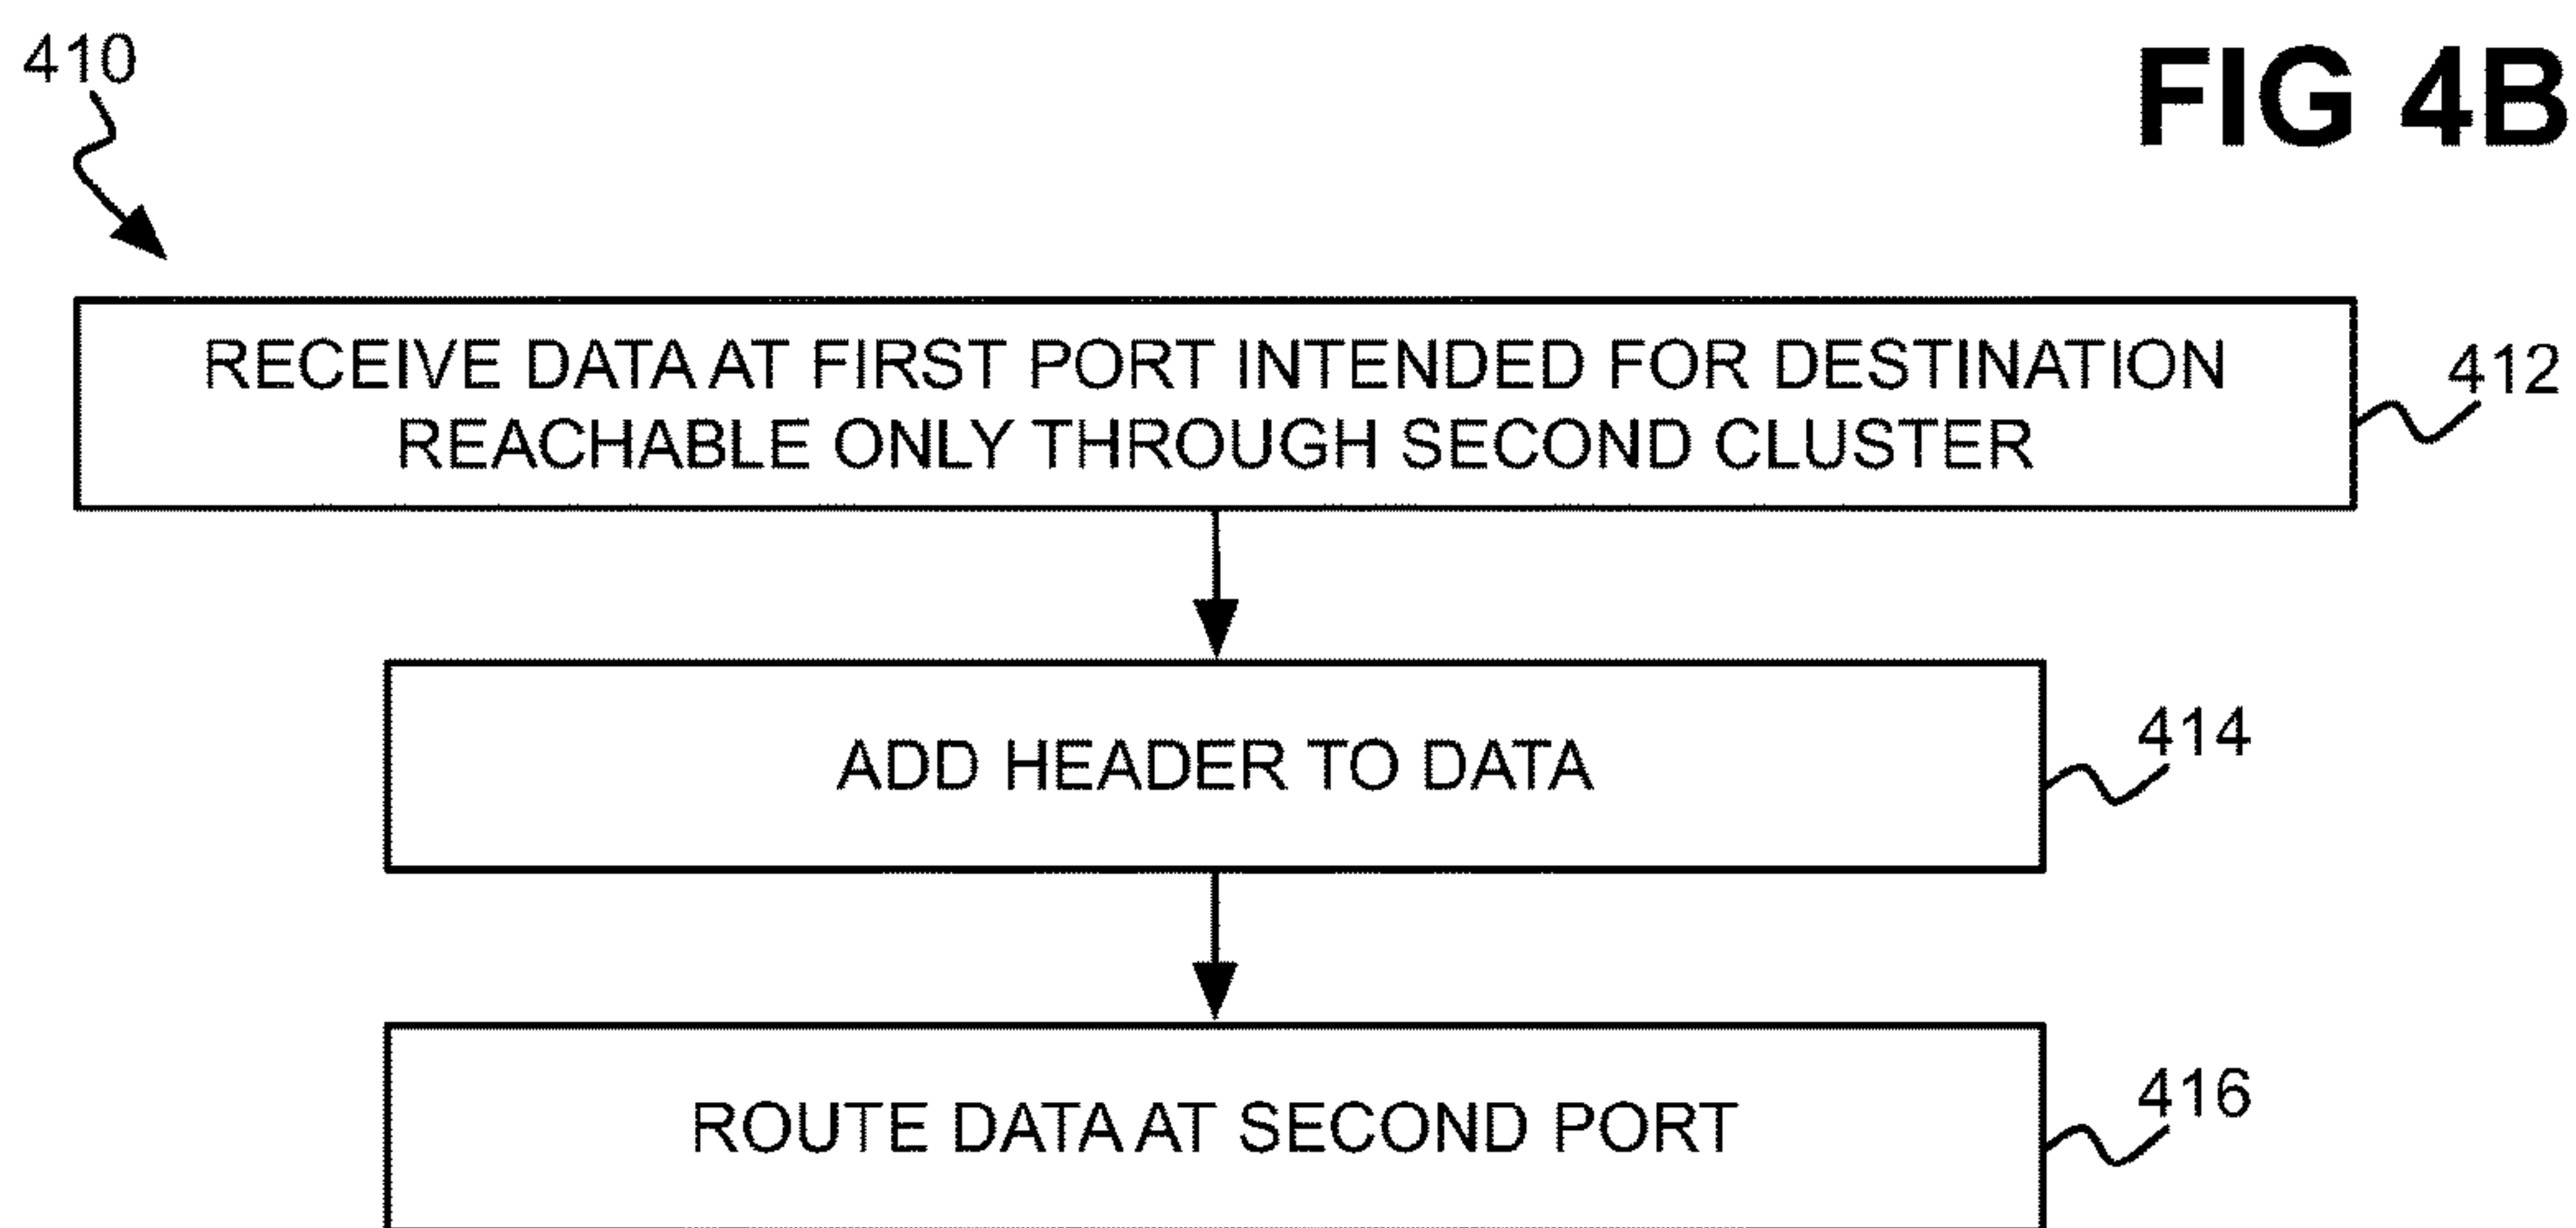 410
FIG 4B
RECEIVE DATA AT FIRST PORT INTENDED FOR DESTINATION
REACHABLE ONLY THROUGH SECOND CLUSTER
412
ADD HEADER TO DATA
414
ROUTE DATA AT SECOND PORT
416